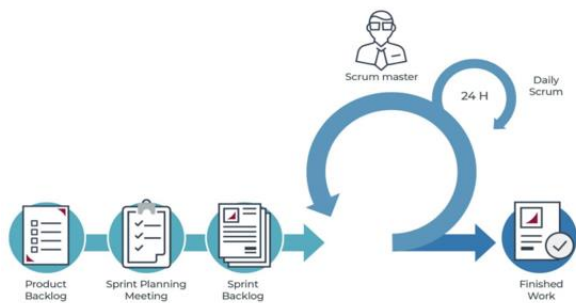 Scrum master
24 H
Daily
Scrum
Product
Backlog
Sprint Planning
Meeting
Sprint
Backlog
Finished
Work